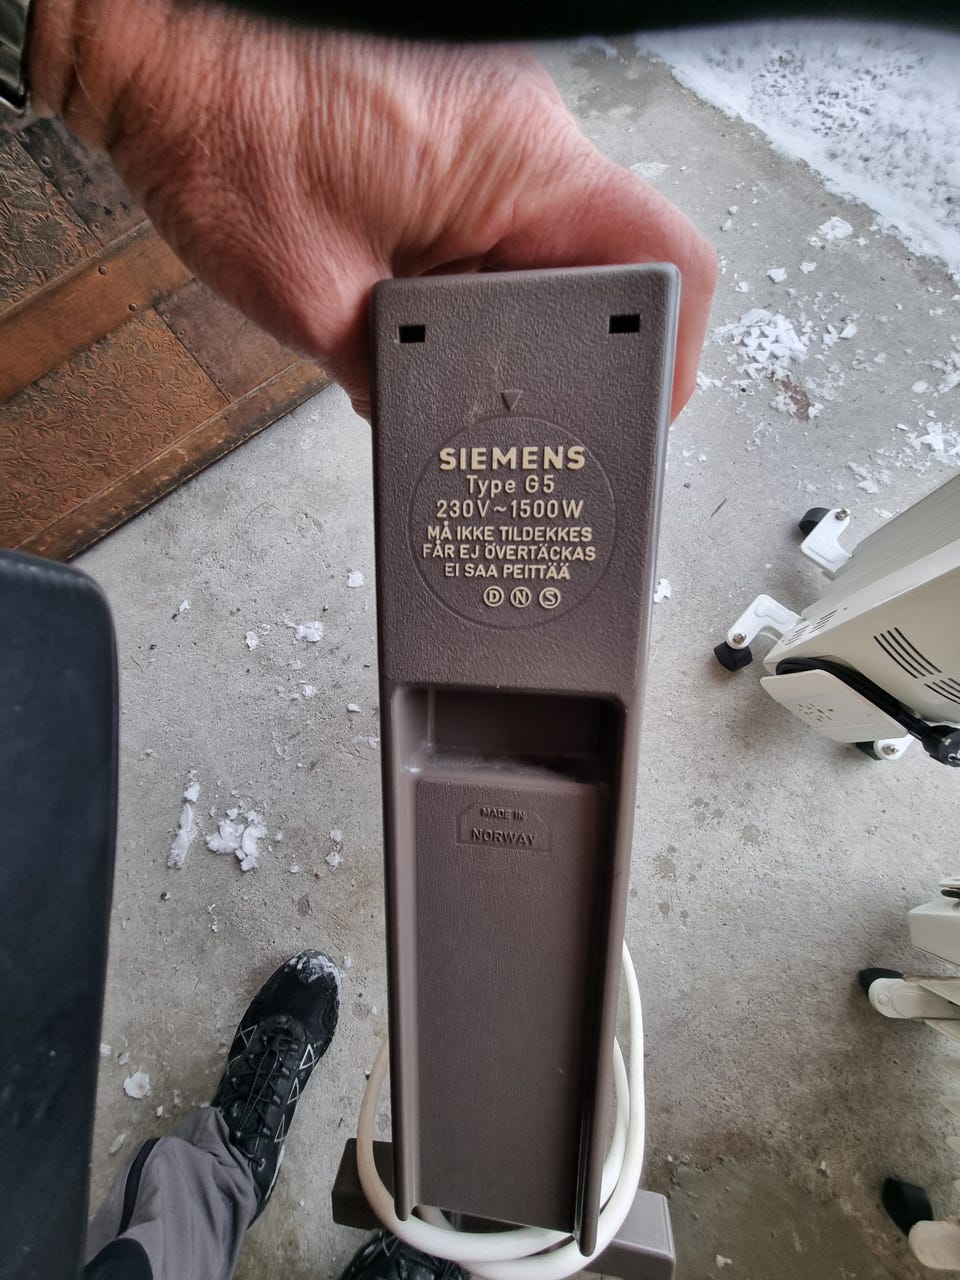 SIEMENS
Type G5
230V~1500W
MÅ IKKE TILDEKKES
FÅR EJ ÖVERTÄCKAS
EI SAA PEITTÄÄ
D N S
MADE IN
NORWAY